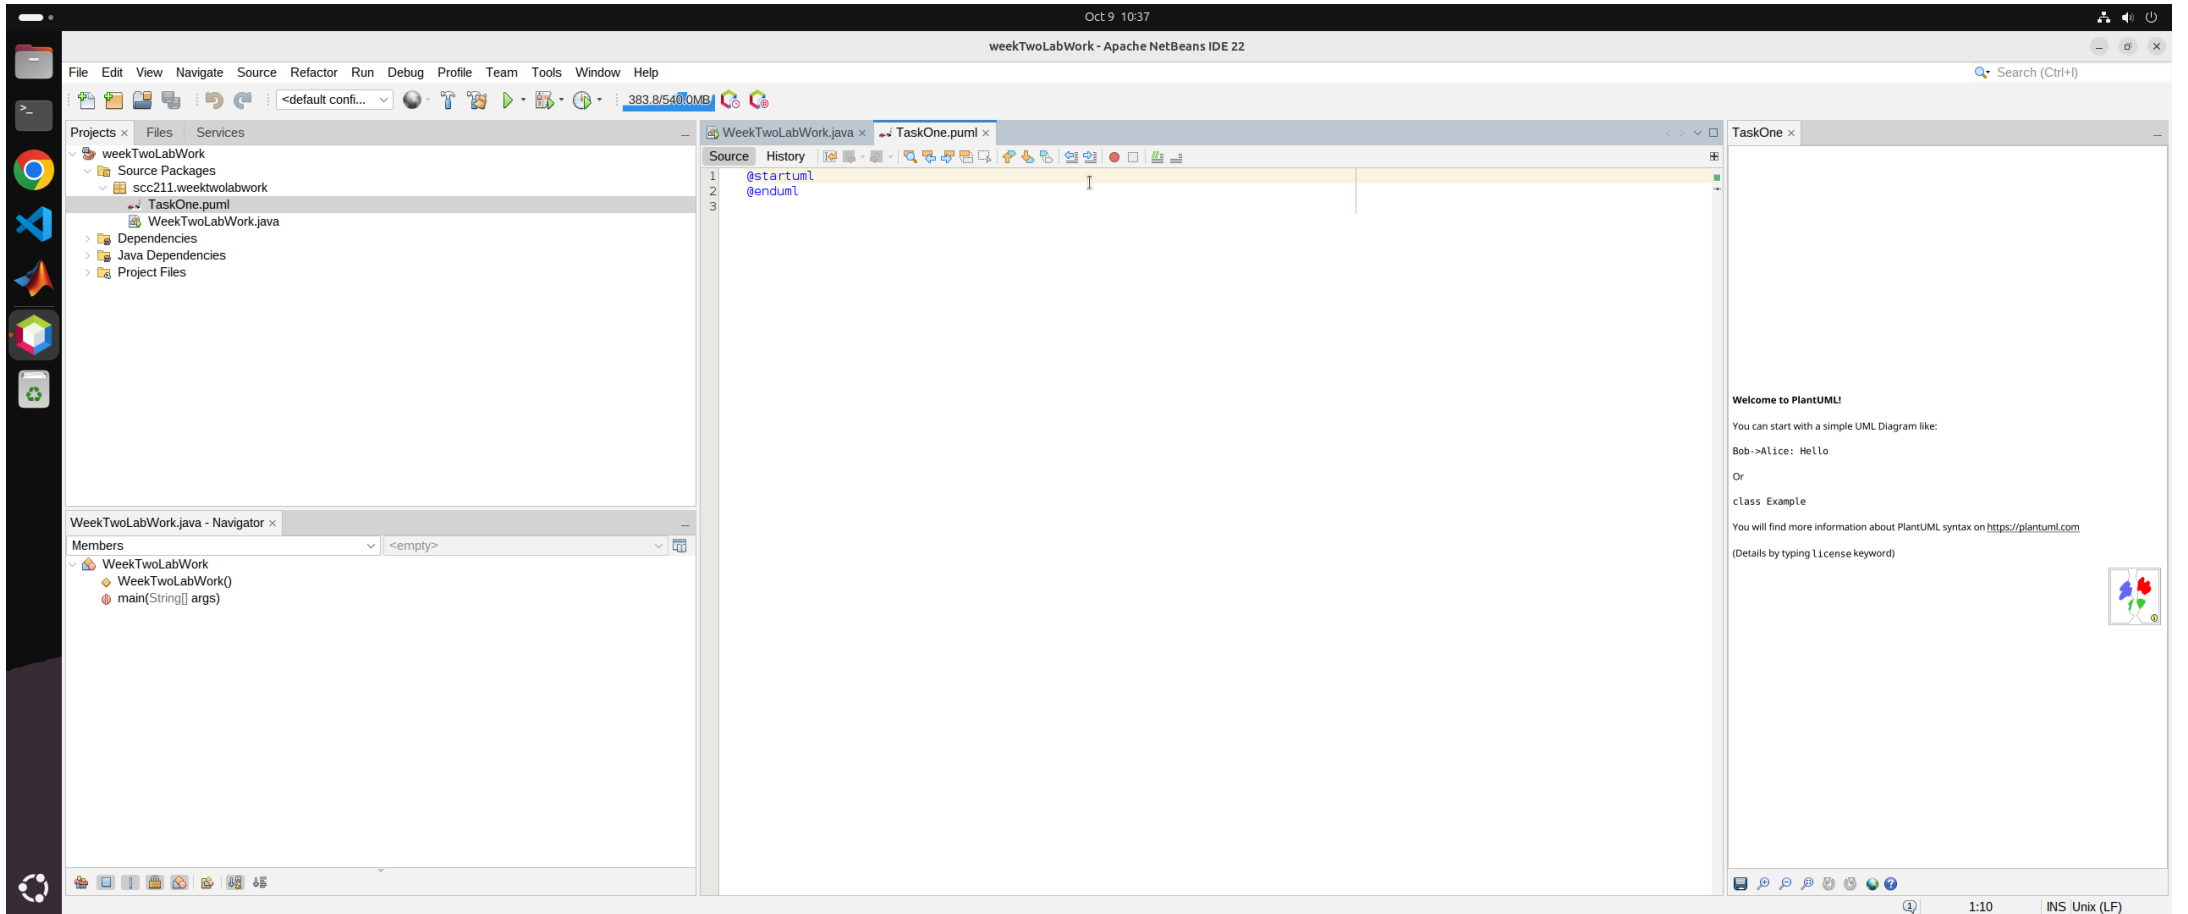 Oct 9 10:37
weekTwoLabWork - Apache NetBeans IDE 22
File Edit View Navigate Source Refactor Run Debug Profile Team Tools Window Help
Search (Ctrl+I)
<default confi...
383.8/540.0MB
Projects Files Services
weekTwoLabWork
Source Packages
scc211.weektwolabwork
TaskOne.puml
WeekTwoLabWork.java
Dependencies
Java Dependencies
Project Files
WeekTwoLabWork.java - Navigator
Members <empty>
WeekTwoLabWork
WeekTwoLabWork()
main(String[] args)
WeekTwoLabWork.java TaskOne.puml
Source History
1 @startuml
2 @enduml
3
TaskOne
Welcome to PlantUML!
You can start with a simple UML Diagram like:
Bob->Alice: Hello
Or
class Example
You will find more information about PlantUML syntax on https://plantuml.com
(Details by typing license keyword)
1 1:10 INS Unix (LF)